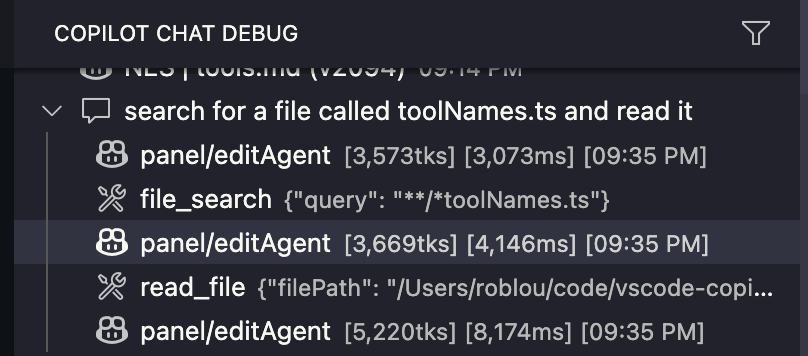 COPILOT CHAT DEBUG
NES | tools.md (v2094) 09:14 PM
search for a file called toolNames.ts and read it
panel/editAgent [3,573tks] [3,073ms] [09:35 PM]
file_search {"query": "**/*toolNames.ts"}
panel/editAgent [3,669tks] [4,146ms] [09:35 PM]
read_file {"filePath": "/Users/roblou/code/vscode-copi...
panel/editAgent [5,220tks] [8,174ms] [09:35 PM]